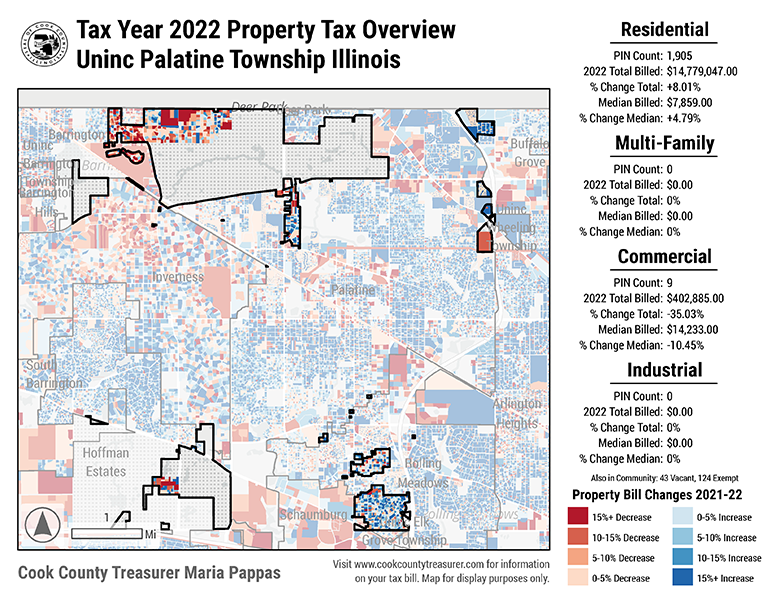 Tax Year 2022 Property Tax Overview
Uninc Palatine Township Illinois
Deer Park
Deer Park
Barrington
Uninc
Barrington
Township
Barrington
Hills
Buffalo
Grove
Uninc
Wheeling
Township
Inverness
Palatine
South
Barrington
Arlington
Heights
Hoffman
Estates
Rolling
Meadows
Schaumburg
Elk
Grove Township
1
Mi
Residential
PIN Count: 1,905
2022 Total Billed: $14,779,047.00
% Change Total: +8.01%
Median Billed: $7,859.00
% Change Median: +4.79%
Multi-Family
PIN Count: 0
2022 Total Billed: $0.00
% Change Total: 0%
Median Billed: $0.00
% Change Median: 0%
Commercial
PIN Count: 9
2022 Total Billed: $402,885.00
% Change Total: -35.03%
Median Billed: $14,233.00
% Change Median: -10.45%
Industrial
PIN Count: 0
2022 Total Billed: $0.00
% Change Total: 0%
Median Billed: $0.00
% Change Median: 0%
Also in Community: 43 Vacant, 124 Exempt
Property Bill Changes 2021-22
15%+ Decrease
10-15% Decrease
5-10% Decrease
0-5% Decrease
0-5% Increase
5-10% Increase
10-15% Increase
15%+ Increase
Cook County Treasurer Maria Pappas
Visit www.cookcountytreasurer.com for information
on your tax bill. Map for display purposes only.